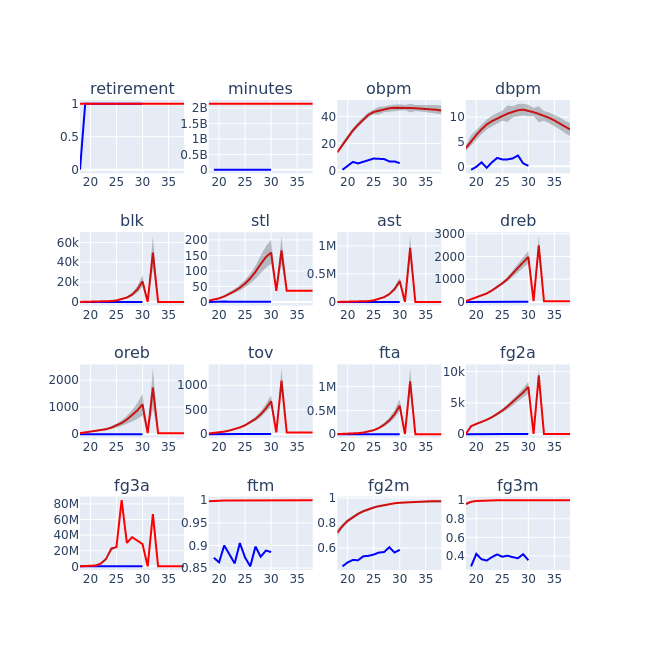 retirement minutes obpm dbpm
1 0.5 0 2B 1.5B 1B 0.5B 0 40 20 0 10 5 0
20 25 30 35 20 25 30 35 20 25 30 35 20 25 30 35
blk stl ast dreb
60k 40k 20k 0 200 150 100 50 0 1M 0.5M 0 3000 2000 1000 0
20 25 30 35 20 25 30 35 20 25 30 35 20 25 30 35
oreb tov fta fg2a
2000 1000 0 1000 500 0 1M 0.5M 0 10k 5k 0
20 25 30 35 20 25 30 35 20 25 30 35 20 25 30 35
fg3a ftm fg2m fg3m
80M 60M 40M 20M 0 1 0.95 0.9 0.85 1 0.8 0.6 1 0.8 0.6 0.4
20 25 30 35 20 25 30 35 20 25 30 35 20 25 30 35